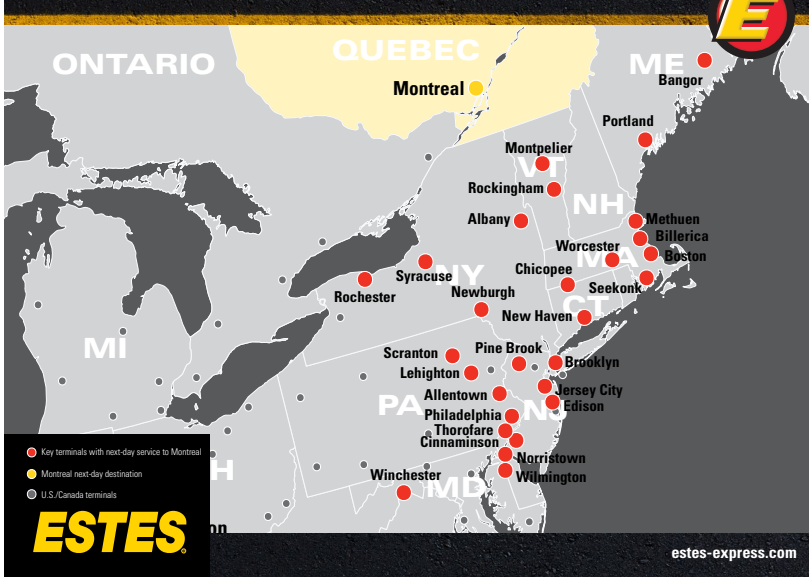 E
ONTARIO
QUEBEC
ME
Montreal
Bangor
Portland
Montpelier
VT
Rockingham
NH
Albany
Methuen
Billerica
Worcester
MA
Boston
Syracuse
NY
Chicopee
Seekonk
Rochester
Newburgh
CT
New Haven
MI
Scranton
Pine Brook
Brooklyn
Lehighton
Allentown
Jersey City
PA
NJ
Edison
Philadelphia
Thorofare
Cinnaminson
Key terminals with next-day service to Montreal
Norristown
Montreal next-day destination
H
Winchester
MD
Wilmington
U.S./Canada terminals
ESTES
on
estes-express.com